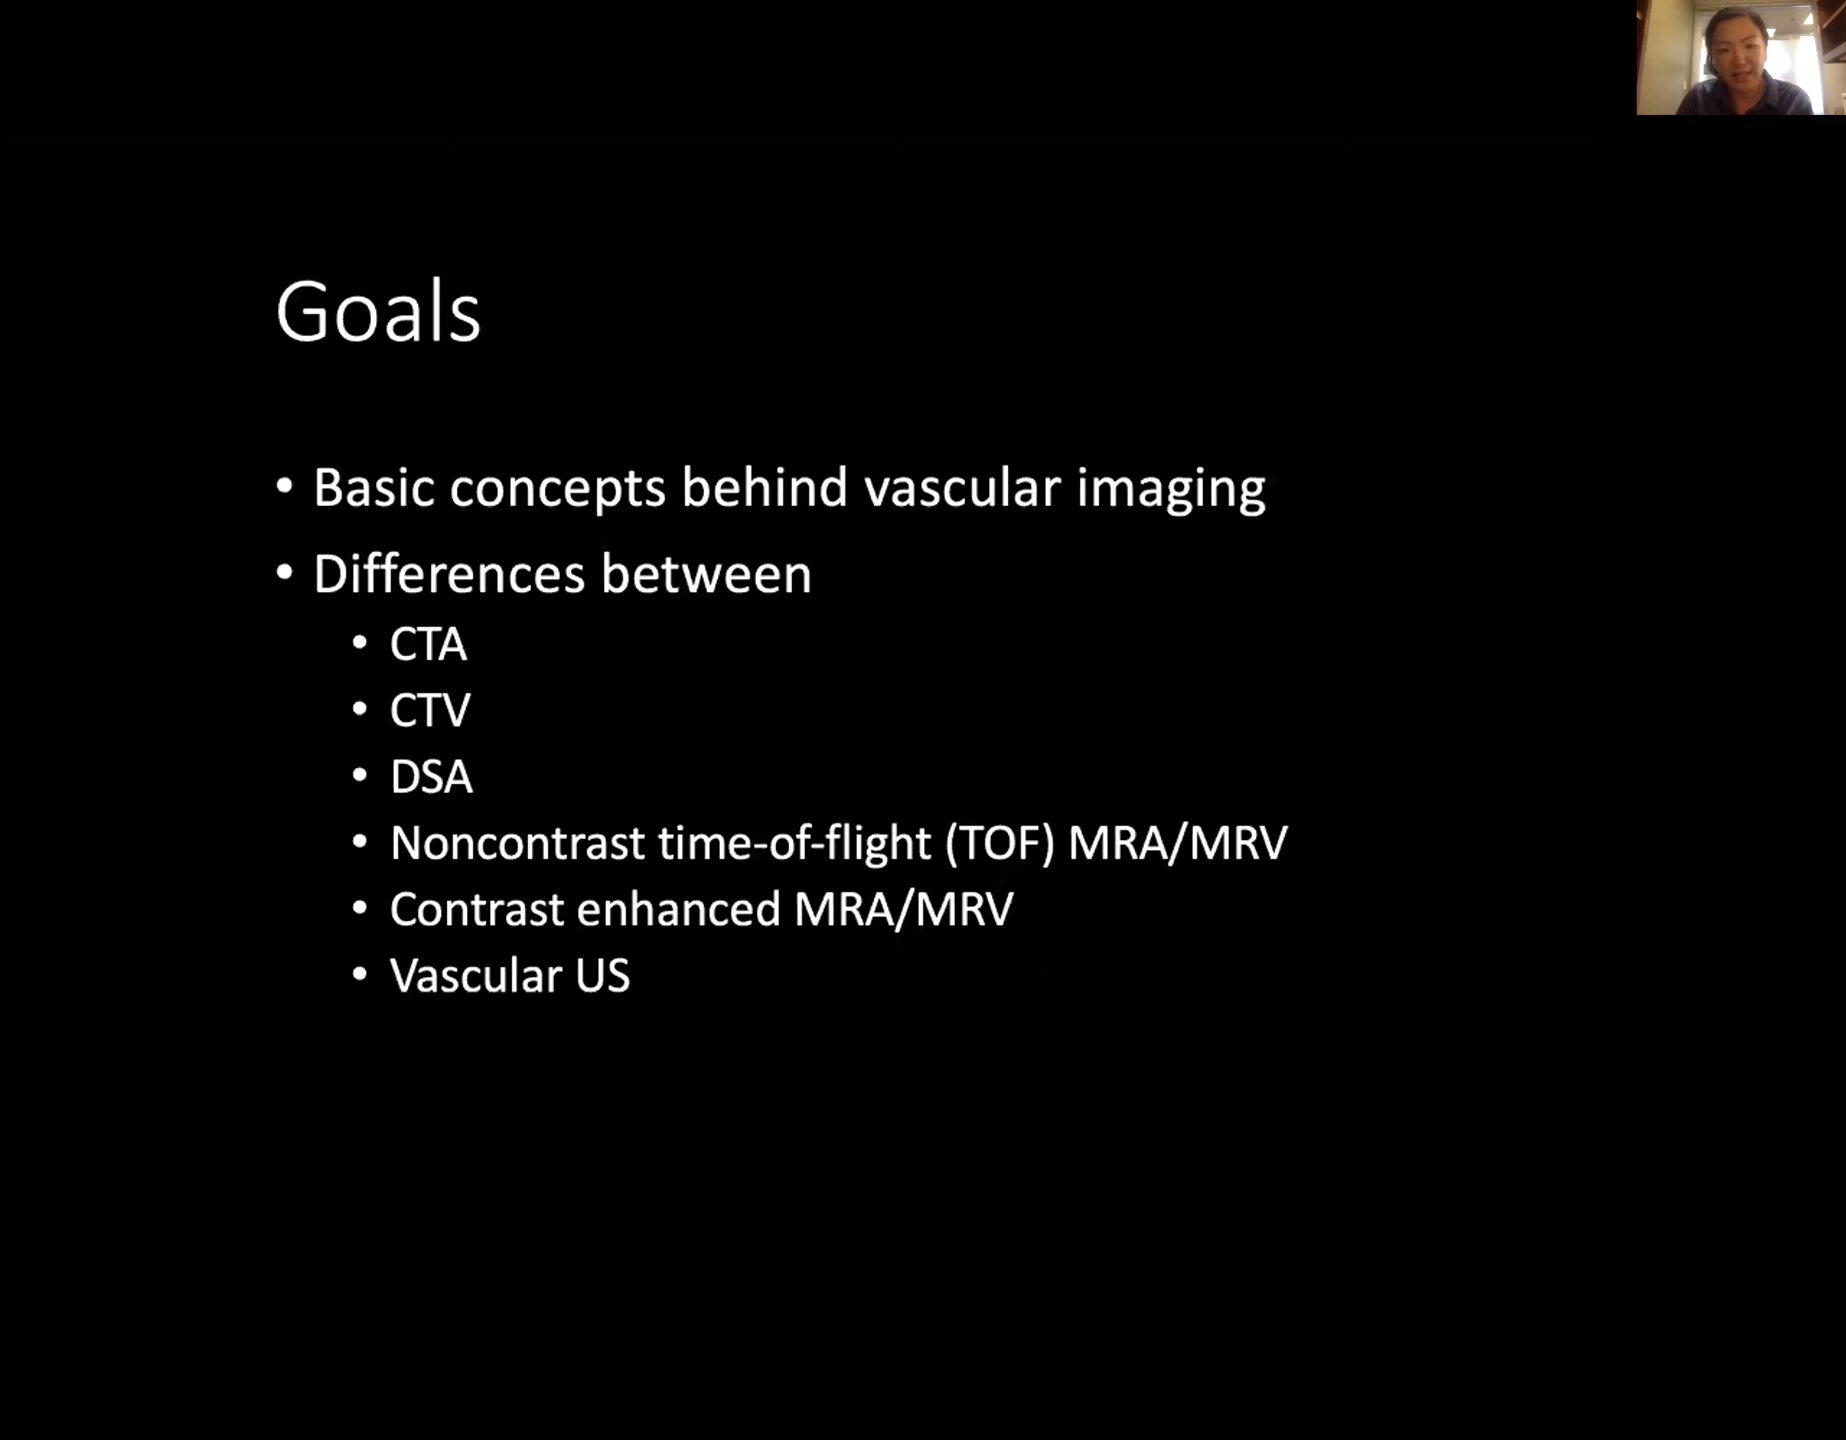 Goals
• Basic concepts behind vascular imaging
• Differences between
• CTA
• CTV
• DSA
• Noncontrast time-of-flight (TOF) MRA/MRV
• Contrast enhanced MRA/MRV
• Vascular US